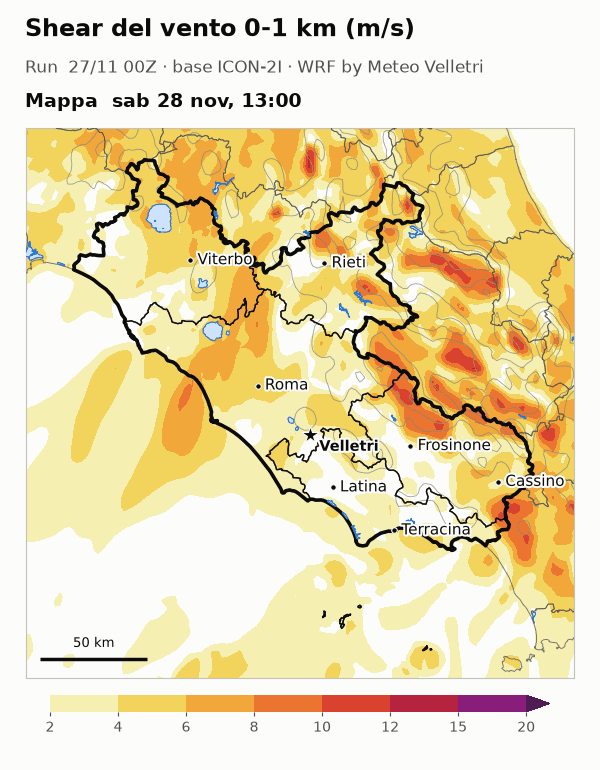 Shear del vento 0-1 km (m/s)
Run  27/11 00Z · base ICON-2I · WRF by Meteo Velletri
Mappa  sab 28 nov, 13:00
Viterbo
Rieti
Roma
Velletri
Frosinone
Latina
Cassino
Terracina
50 km
2 4 6 8 10 12 15 20